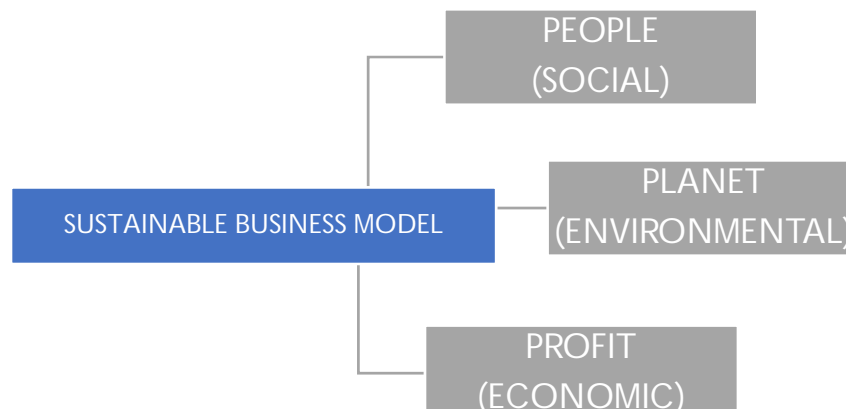 PEOPLE
(SOCIAL)
SUSTAINABLE BUSINESS MODEL
PLANET
(ENVIRONMENTAL)
PROFIT
(ECONOMIC)